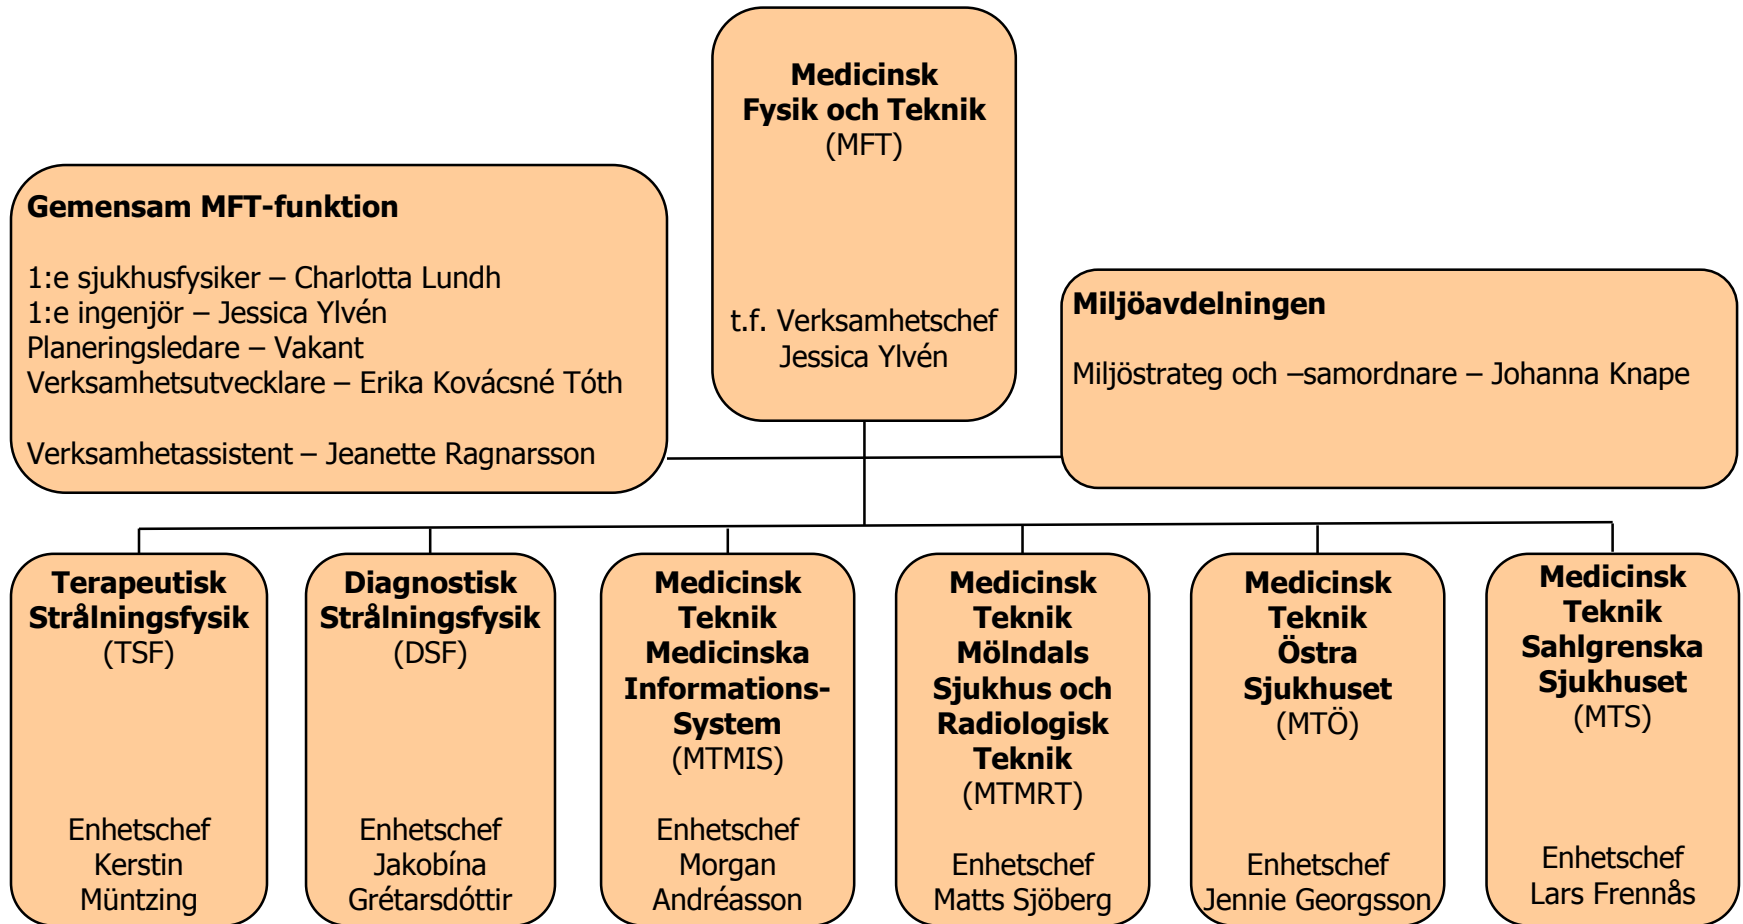 Medicinsk
Fysik och Teknik
(MFT)
t.f. Verksamhetschef
Jessica Ylvén
Gemensam MFT-funktion
1:e sjukhusfysiker – Charlotta Lundh
1:e ingenjör – Jessica Ylvén
Planeringsledare – Vakant
Verksamhetsutvecklare – Erika Kovácsné Tóth
Verksamhetassistent – Jeanette Ragnarsson
Miljöavdelningen
Miljöstrateg och –samordnare – Johanna Knape
Terapeutisk
Strålningsfysik
(TSF)
Enhetschef
Kerstin
Müntzing
Diagnostisk
Strålningsfysik
(DSF)
Enhetschef
Jakobína
Grétarsdóttir
Medicinsk
Teknik
Medicinska
Informations-
System
(MTMIS)
Enhetschef
Morgan
Andréasson
Medicinsk
Teknik
Mölndals
Sjukhus och
Radiologisk
Teknik
(MTMRT)
Enhetschef
Matts Sjöberg
Medicinsk
Teknik
Östra
Sjukhuset
(MTÖ)
Enhetschef
Jennie Georgsson
Medicinsk
Teknik
Sahlgrenska
Sjukhuset
(MTS)
Enhetschef
Lars Frennås